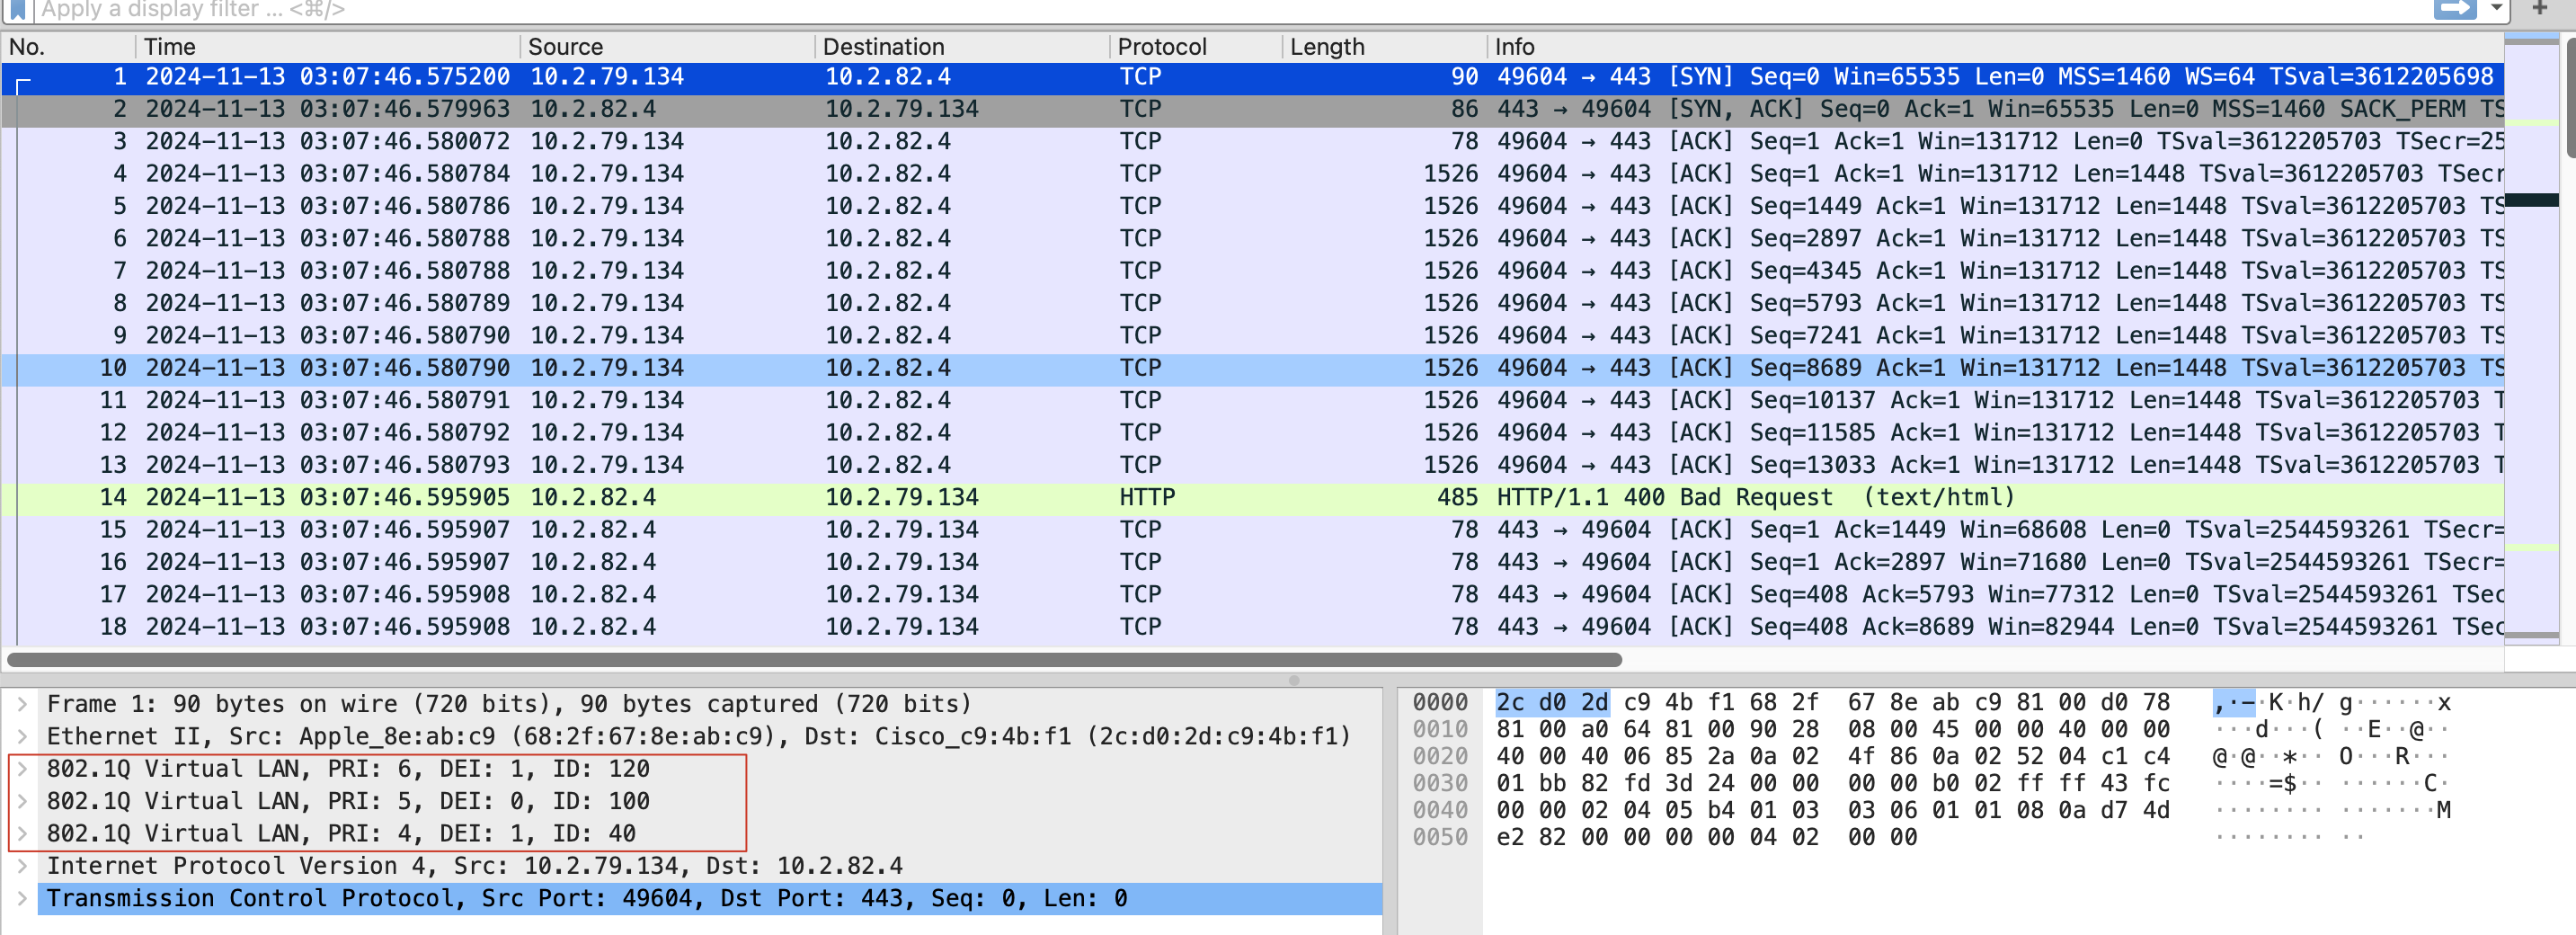 Apply a display filter ... <⌘/>
No. Time Source Destination Protocol Length Info
1 2024-11-13 03:07:46.575200 10.2.79.134 10.2.82.4 TCP 90 49604 → 443 [SYN] Seq=0 Win=65535 Len=0 MSS=1460 WS=64 TSval=3612205698
2 2024-11-13 03:07:46.579963 10.2.82.4 10.2.79.134 TCP 86 443 → 49604 [SYN, ACK] Seq=0 Ack=1 Win=65535 Len=0 MSS=1460 SACK_PERM TS
3 2024-11-13 03:07:46.580072 10.2.79.134 10.2.82.4 TCP 78 49604 → 443 [ACK] Seq=1 Ack=1 Win=131712 Len=0 TSval=3612205703 TSecr=25
4 2024-11-13 03:07:46.580784 10.2.79.134 10.2.82.4 TCP 1526 49604 → 443 [ACK] Seq=1 Ack=1 Win=131712 Len=1448 TSval=3612205703 TSecr
5 2024-11-13 03:07:46.580786 10.2.79.134 10.2.82.4 TCP 1526 49604 → 443 [ACK] Seq=1449 Ack=1 Win=131712 Len=1448 TSval=3612205703 TS
6 2024-11-13 03:07:46.580788 10.2.79.134 10.2.82.4 TCP 1526 49604 → 443 [ACK] Seq=2897 Ack=1 Win=131712 Len=1448 TSval=3612205703 TS
7 2024-11-13 03:07:46.580788 10.2.79.134 10.2.82.4 TCP 1526 49604 → 443 [ACK] Seq=4345 Ack=1 Win=131712 Len=1448 TSval=3612205703 TS
8 2024-11-13 03:07:46.580789 10.2.79.134 10.2.82.4 TCP 1526 49604 → 443 [ACK] Seq=5793 Ack=1 Win=131712 Len=1448 TSval=3612205703 TS
9 2024-11-13 03:07:46.580790 10.2.79.134 10.2.82.4 TCP 1526 49604 → 443 [ACK] Seq=7241 Ack=1 Win=131712 Len=1448 TSval=3612205703 TS
10 2024-11-13 03:07:46.580790 10.2.79.134 10.2.82.4 TCP 1526 49604 → 443 [ACK] Seq=8689 Ack=1 Win=131712 Len=1448 TSval=3612205703 TS
11 2024-11-13 03:07:46.580791 10.2.79.134 10.2.82.4 TCP 1526 49604 → 443 [ACK] Seq=10137 Ack=1 Win=131712 Len=1448 TSval=3612205703 T
12 2024-11-13 03:07:46.580792 10.2.79.134 10.2.82.4 TCP 1526 49604 → 443 [ACK] Seq=11585 Ack=1 Win=131712 Len=1448 TSval=3612205703 T
13 2024-11-13 03:07:46.580793 10.2.79.134 10.2.82.4 TCP 1526 49604 → 443 [ACK] Seq=13033 Ack=1 Win=131712 Len=1448 TSval=3612205703 T
14 2024-11-13 03:07:46.595905 10.2.82.4 10.2.79.134 HTTP 485 HTTP/1.1 400 Bad Request (text/html)
15 2024-11-13 03:07:46.595907 10.2.82.4 10.2.79.134 TCP 78 443 → 49604 [ACK] Seq=1 Ack=1449 Win=68608 Len=0 TSval=2544593261 TSecr=
16 2024-11-13 03:07:46.595907 10.2.82.4 10.2.79.134 TCP 78 443 → 49604 [ACK] Seq=1 Ack=2897 Win=71680 Len=0 TSval=2544593261 TSecr=
17 2024-11-13 03:07:46.595908 10.2.82.4 10.2.79.134 TCP 78 443 → 49604 [ACK] Seq=408 Ack=5793 Win=77312 Len=0 TSval=2544593261 TSec
18 2024-11-13 03:07:46.595908 10.2.82.4 10.2.79.134 TCP 78 443 → 49604 [ACK] Seq=408 Ack=8689 Win=82944 Len=0 TSval=2544593261 TSec
Frame 1: 90 bytes on wire (720 bits), 90 bytes captured (720 bits)
Ethernet II, Src: Apple_8e:ab:c9 (68:2f:67:8e:ab:c9), Dst: Cisco_c9:4b:f1 (2c:d0:2d:c9:4b:f1)
802.1Q Virtual LAN, PRI: 6, DEI: 1, ID: 120
802.1Q Virtual LAN, PRI: 5, DEI: 0, ID: 100
802.1Q Virtual LAN, PRI: 4, DEI: 1, ID: 40
Internet Protocol Version 4, Src: 10.2.79.134, Dst: 10.2.82.4
Transmission Control Protocol, Src Port: 49604, Dst Port: 443, Seq: 0, Len: 0
0000 2c d0 2d c9 4b f1 68 2f 67 8e ab c9 81 00 d0 78 ,·-·K·h/ g······x
0010 81 00 a0 64 81 00 90 28 08 00 45 00 00 40 00 00 ···d···( ··E··@··
0020 40 00 40 06 85 2a 0a 02 4f 86 0a 02 52 04 c1 c4 @·@··*·· O···R···
0030 01 bb 82 fd 3d 24 00 00 00 00 b0 02 ff ff 43 fc ····=$·· ······C·
0040 00 00 02 04 05 b4 01 03 03 06 01 01 08 0a d7 4d ········ ·······M
0050 e2 82 00 00 00 00 04 02 00 00 ········ ··